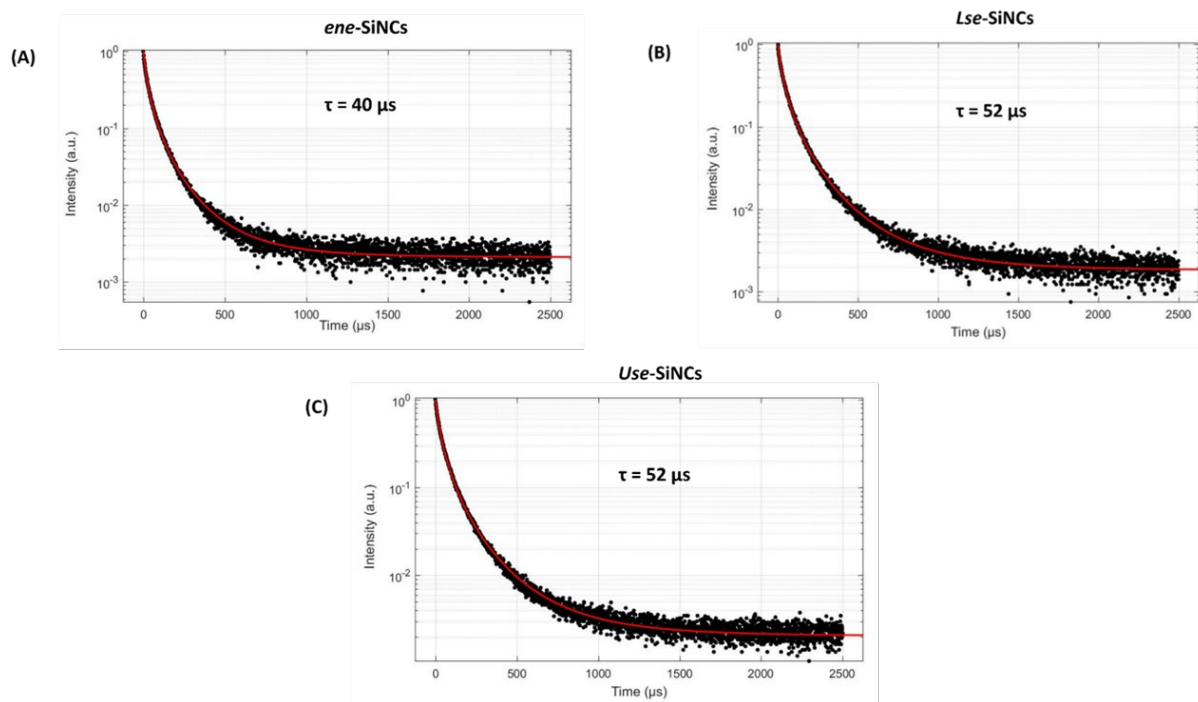 ene-SiNCs
(A)
τ = 40 µs
Intensity (a.u.)
10⁰
10⁻¹
10⁻²
10⁻³
0 500 1000 1500 2000 2500
Time (µs)
Lse-SiNCs
(B)
τ = 52 µs
Intensity (a.u.)
10⁰
10⁻¹
10⁻²
10⁻³
0 500 1000 1500 2000 2500
Time (µs)
Use-SiNCs
(C)
τ = 52 µs
Intensity (a.u.)
10⁰
10⁻¹
10⁻²
0 500 1000 1500 2000 2500
Time (µs)